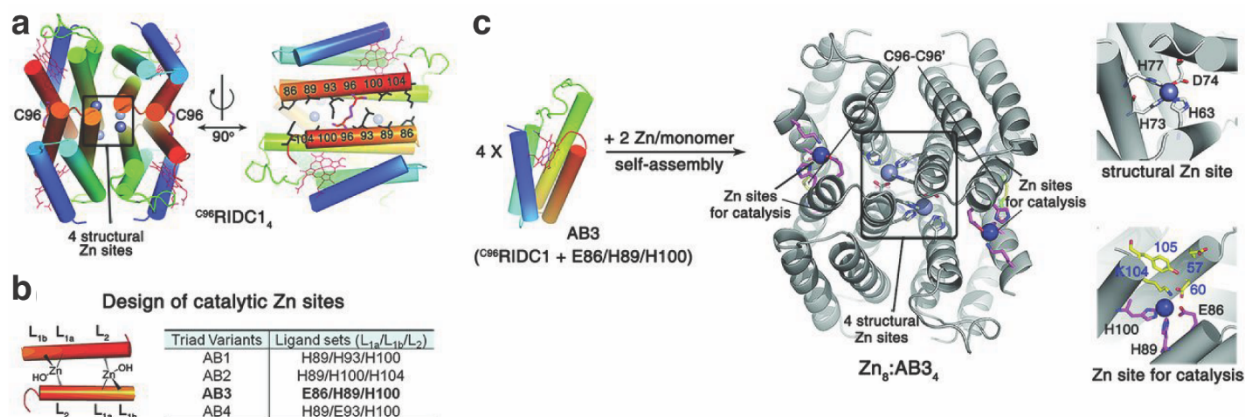 a
C96
C96
90°
C96RIDC14
4 structural
Zn sites
86 89 93 96 100 104
104 100 96 93 89 86
b
Design of catalytic Zn sites
L1b L1a L2
HO Zn Zn OH
L2 L1a L1b
Triad Variants Ligand sets (L1a/L1b/L2)
AB1 H89/H93/H100
AB2 H89/H100/H104
AB3 E86/H89/H100
AB4 H89/E93/H100
c
4 X
AB3
(C96RIDC1 + E86/H89/H100)
+ 2 Zn/monomer
self-assembly
C96-C96'
Zn sites
for catalysis
Zn sites
for catalysis
4 structural
Zn sites
Zn8:AB34
H77
D74
H73
H63
structural Zn site
105
K104
57
60
H100
E86
H89
Zn site for catalysis